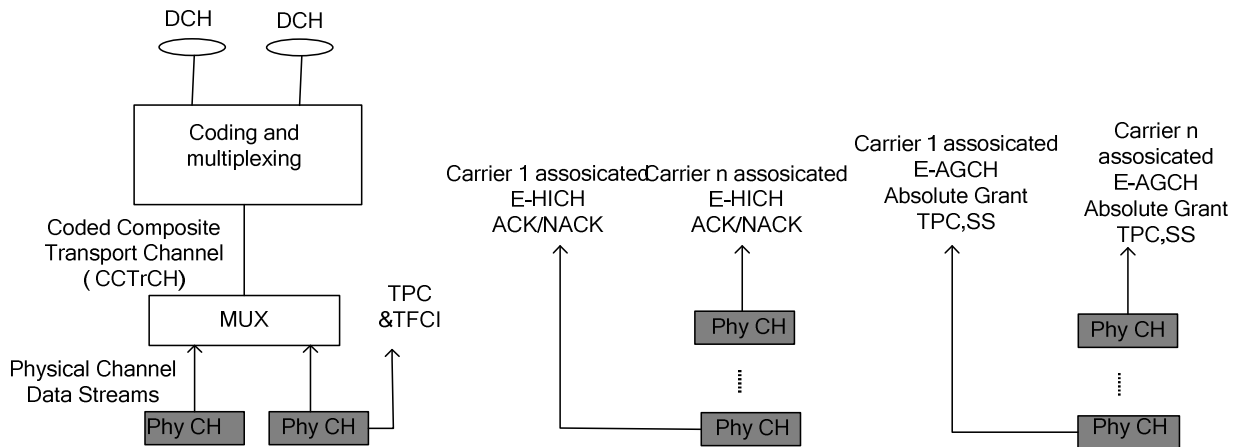 DCH
DCH
Coding and
multiplexing
Coded Composite
Transport Channel
( CCTrCH)
MUX
TPC
&TFCI
Physical Channel
Data Streams
Phy CH
Phy CH
Carrier 1 assosicated
E-HICH
ACK/NACK
Carrier n assosicated
E-HICH
ACK/NACK
Phy CH
Phy CH
Carrier 1 assosicated
E-AGCH
Absolute Grant
TPC,SS
Carrier n
assosicated
E-AGCH
Absolute Grant
TPC,SS
Phy CH
Phy CH